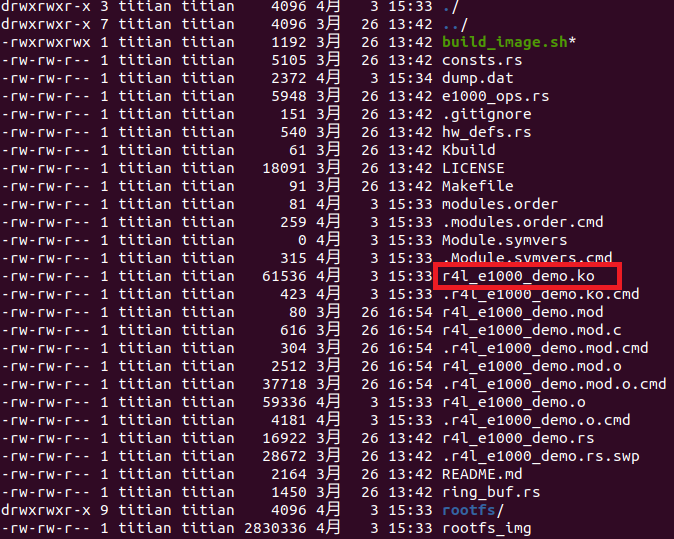 drwxrwxr-x 3 titian titian 4096 4月 3 15:33 ./
drwxrwxr-x 7 titian titian 4096 3月 26 13:42 ../
-rwxrwxrwx 1 titian titian 1192 3月 26 13:42 build_image.sh*
-rw-rw-r-- 1 titian titian 5105 3月 26 13:42 consts.rs
-rw-rw-r-- 1 titian titian 2372 4月 3 15:34 dump.dat
-rw-rw-r-- 1 titian titian 5948 3月 26 13:42 e1000_ops.rs
-rw-rw-r-- 1 titian titian 151 3月 26 13:42 .gitignore
-rw-rw-r-- 1 titian titian 540 3月 26 13:42 hw_defs.rs
-rw-rw-r-- 1 titian titian 61 3月 26 13:42 Kbuild
-rw-rw-r-- 1 titian titian 18091 3月 26 13:42 LICENSE
-rw-rw-r-- 1 titian titian 91 3月 26 13:42 Makefile
-rw-rw-r-- 1 titian titian 81 4月 3 15:33 modules.order
-rw-rw-r-- 1 titian titian 259 4月 3 15:33 .modules.order.cmd
-rw-rw-r-- 1 titian titian 0 4月 3 15:33 Module.symvers
-rw-rw-r-- 1 titian titian 315 4月 3 15:33 .Module.symvers.cmd
-rw-rw-r-- 1 titian titian 61536 4月 3 15:33 r4l_e1000_demo.ko
-rw-rw-r-- 1 titian titian 423 4月 3 15:33 .r4l_e1000_demo.ko.cmd
-rw-rw-r-- 1 titian titian 80 3月 26 16:54 r4l_e1000_demo.mod
-rw-rw-r-- 1 titian titian 616 3月 26 16:54 r4l_e1000_demo.mod.c
-rw-rw-r-- 1 titian titian 304 3月 26 16:54 .r4l_e1000_demo.mod.cmd
-rw-rw-r-- 1 titian titian 2512 3月 26 16:54 r4l_e1000_demo.mod.o
-rw-rw-r-- 1 titian titian 37718 3月 26 16:54 .r4l_e1000_demo.mod.o.cmd
-rw-rw-r-- 1 titian titian 59336 4月 3 15:33 r4l_e1000_demo.o
-rw-rw-r-- 1 titian titian 4181 4月 3 15:33 .r4l_e1000_demo.o.cmd
-rw-rw-r-- 1 titian titian 16922 3月 26 13:42 r4l_e1000_demo.rs
-rw-rw-r-- 1 titian titian 28672 3月 26 13:42 .r4l_e1000_demo.rs.swp
-rw-rw-r-- 1 titian titian 2164 3月 26 13:42 README.md
-rw-rw-r-- 1 titian titian 1450 3月 26 13:42 ring_buf.rs
drwxrwxr-x 9 titian titian 4096 4月 3 15:33 rootfs/
-rw-rw-r-- 1 titian titian 2830336 4月 3 15:33 rootfs_img